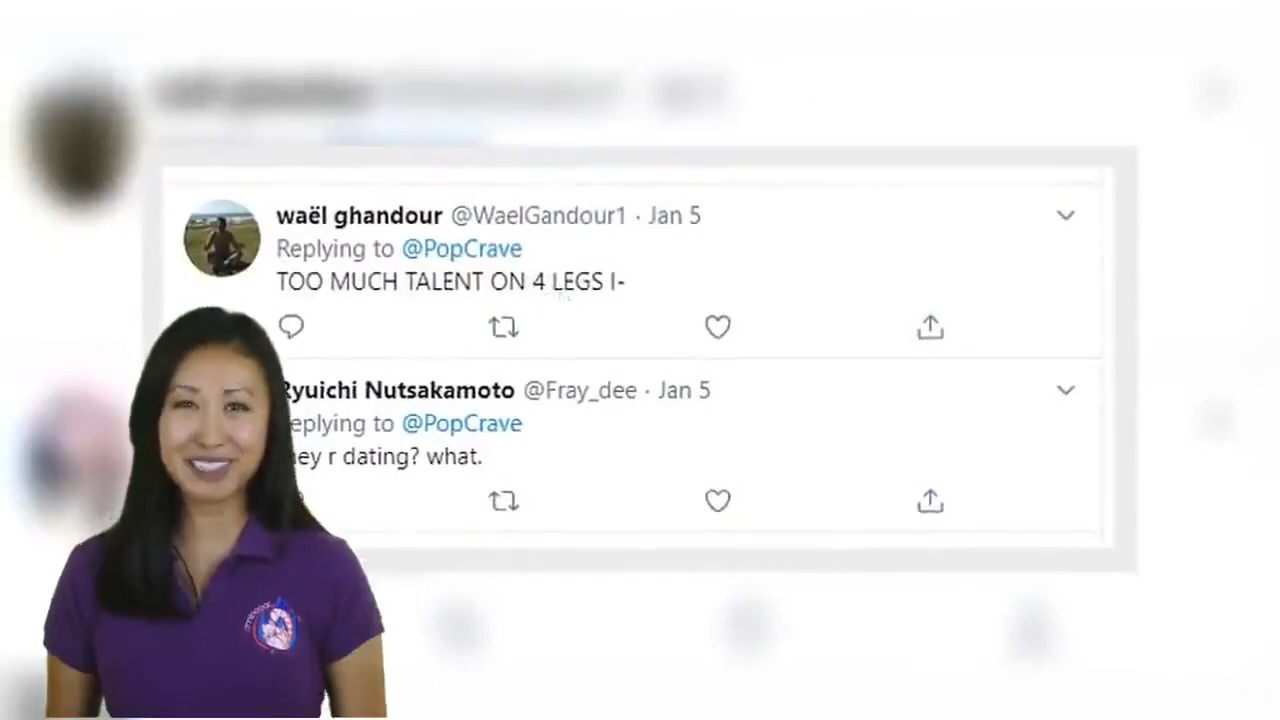 waël ghandour @WaelGandour1 · Jan 5
Replying to @PopCrave
TOO MUCH TALENT ON 4 LEGS I-
Ryuichi Nutsakamoto @Fray_dee · Jan 5
eplying to @PopCrave
ey r dating? what.